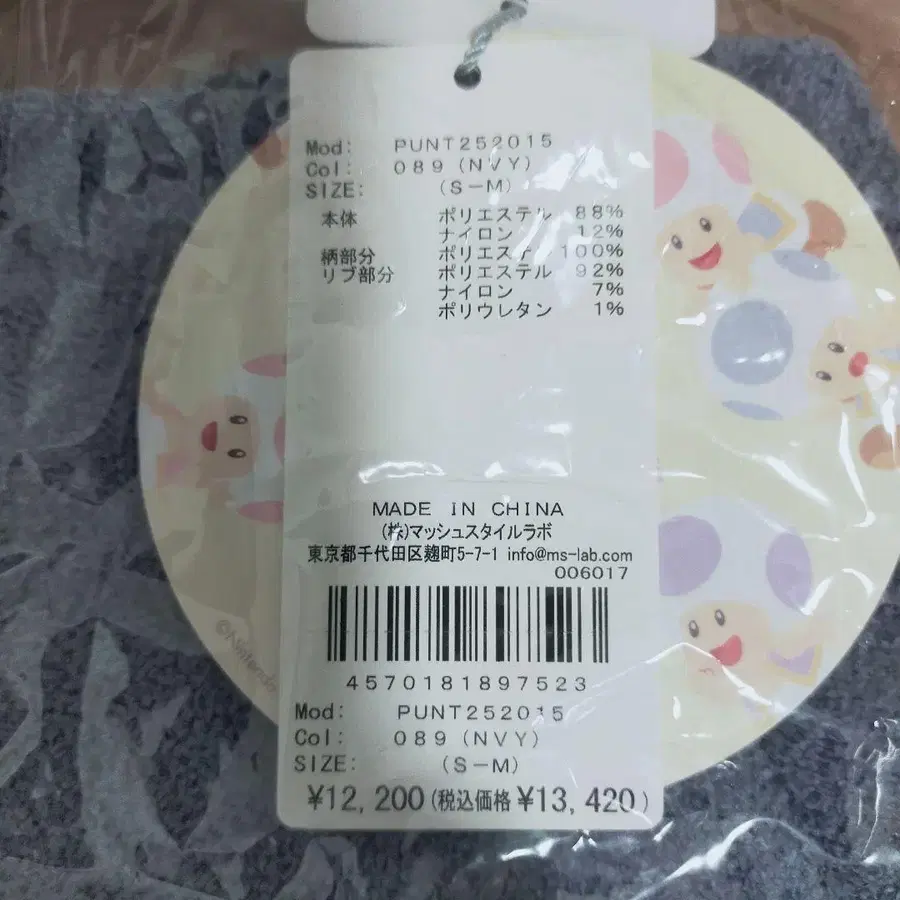 Mod: PUNT252015
Col: 089 (NVY)
SIZE: (S-M)
本体 ポリエステル 88%
ナイロン 12%
柄部分 ポリエステル 100%
リブ部分 ポリエステル 92%
ナイロン 7%
ポリウレタン 1%
MADE IN CHINA
(株)マッシュスタイルラボ
東京都千代田区麹町5-7-1 info@ms-lab.com
006017
4570181897523
Mod: PUNT252015
Col: 089 (NVY)
SIZE: (S-M)
¥12,200(税込価格 ¥13,420)
©Nintendo